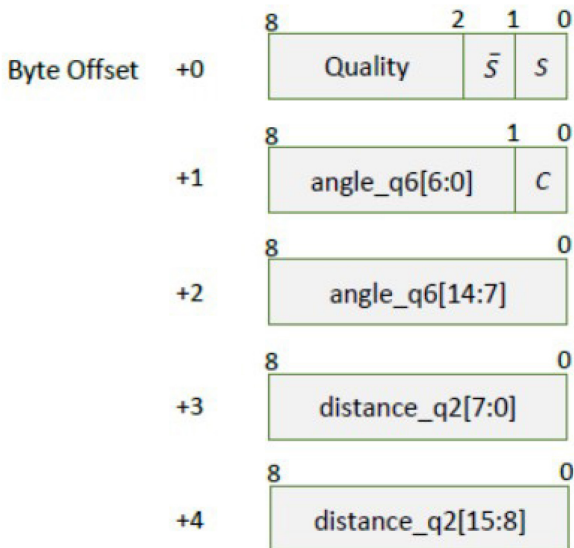 8 2 1 0
Byte Offset +0 Quality S̄ S
8 1 0
+1 angle_q6[6:0] C
8 0
+2 angle_q6[14:7]
8 0
+3 distance_q2[7:0]
8 0
+4 distance_q2[15:8]